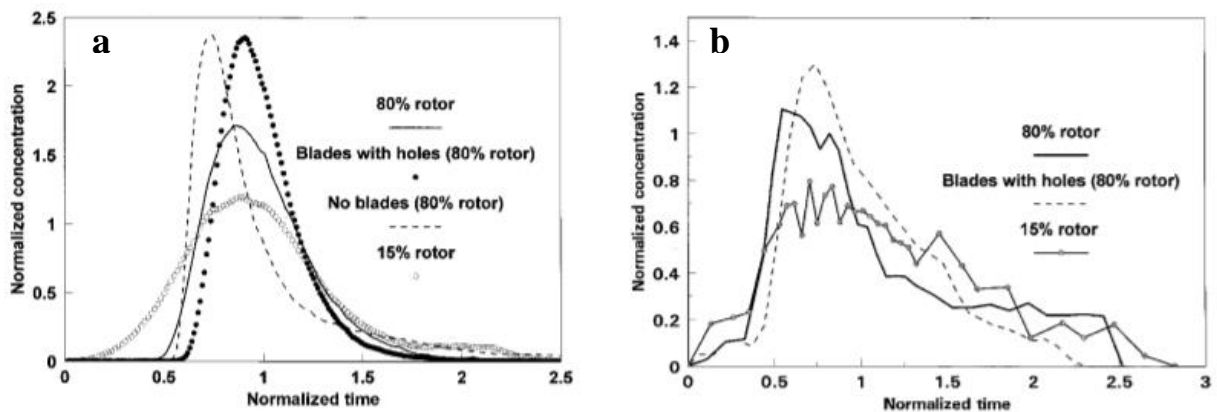 a
2.5
2
1.5
1
0.5
0
Normalized concentration
80% rotor
Blades with holes (80% rotor)
No blades (80% rotor)
15% rotor
0 0.5 1 1.5 2 2.5
Normalized time
b
1.4
1.2
1
0.8
0.6
0.4
0.2
0
Normalized concentration
80% rotor
Blades with holes (80% rotor)
15% rotor
0 0.5 1 1.5 2 2.5 3
Normalized time